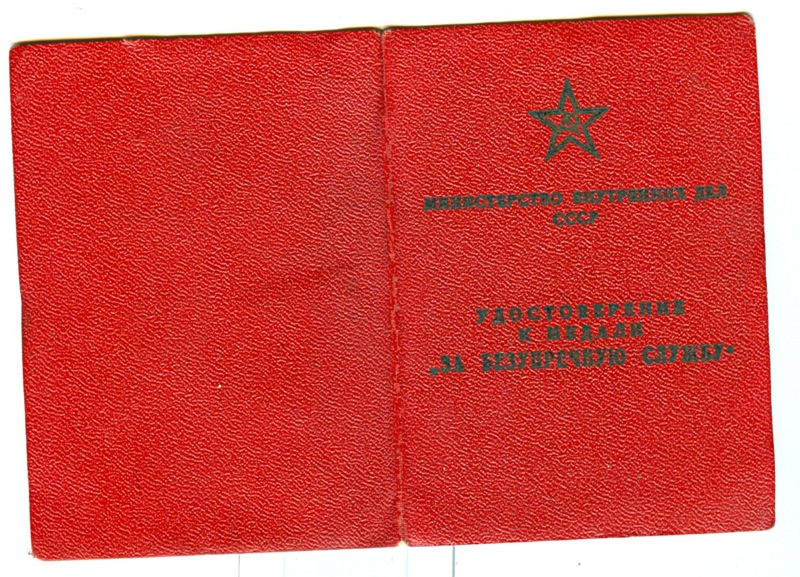 МИНИСТЕРСТВО ВНУТРЕННИХ ДЕЛ
СССР
УДОСТОВЕРЕНИЕ
К МЕДАЛИ
„ЗА БЕЗУПРЕЧНУЮ СЛУЖБУ“